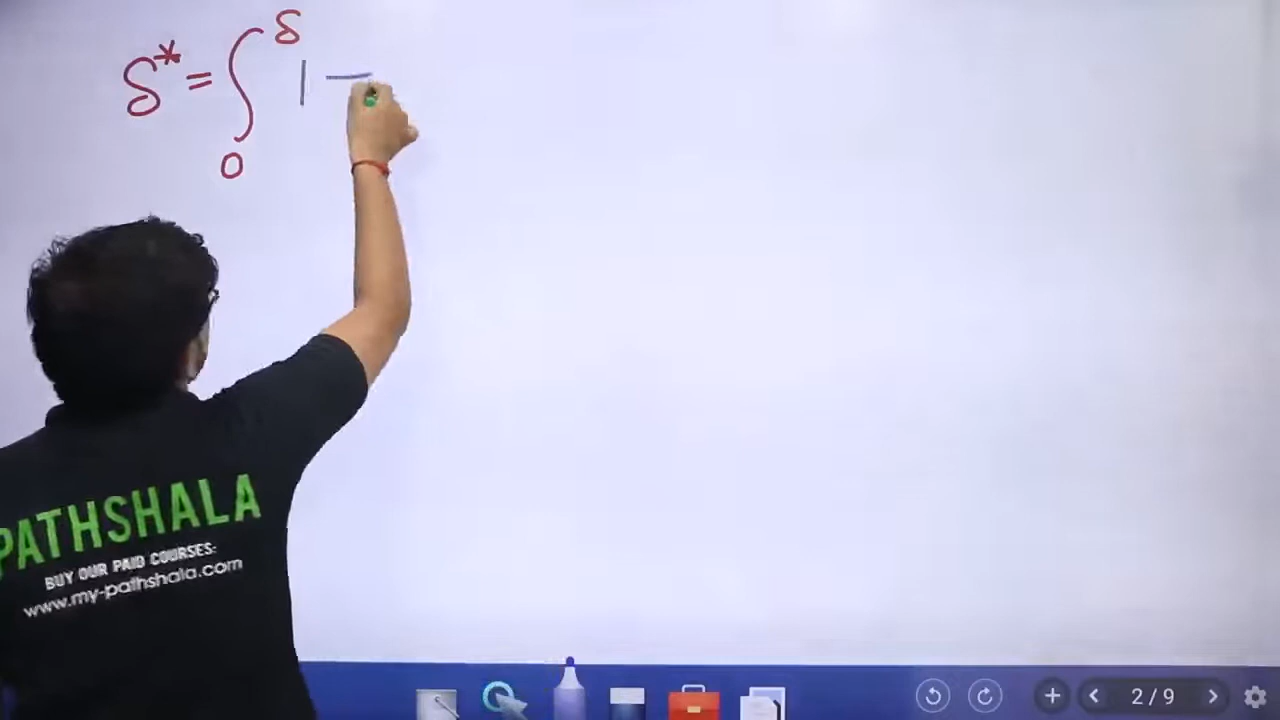 δ* = ∫₀^δ 1 —
PATHSHALA
BUY OUR PAID COURSES:
www.my-pathshala.com
2 / 9